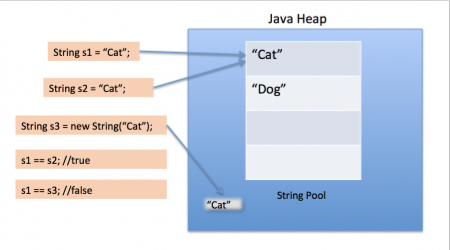 Java Heap
String s1 = “Cat”;
String s2 = “Cat”;
String s3 = new String(“Cat”);
s1 == s2; //true
s1 == s3; //false
“Cat”
“Dog”
“Cat”
String Pool